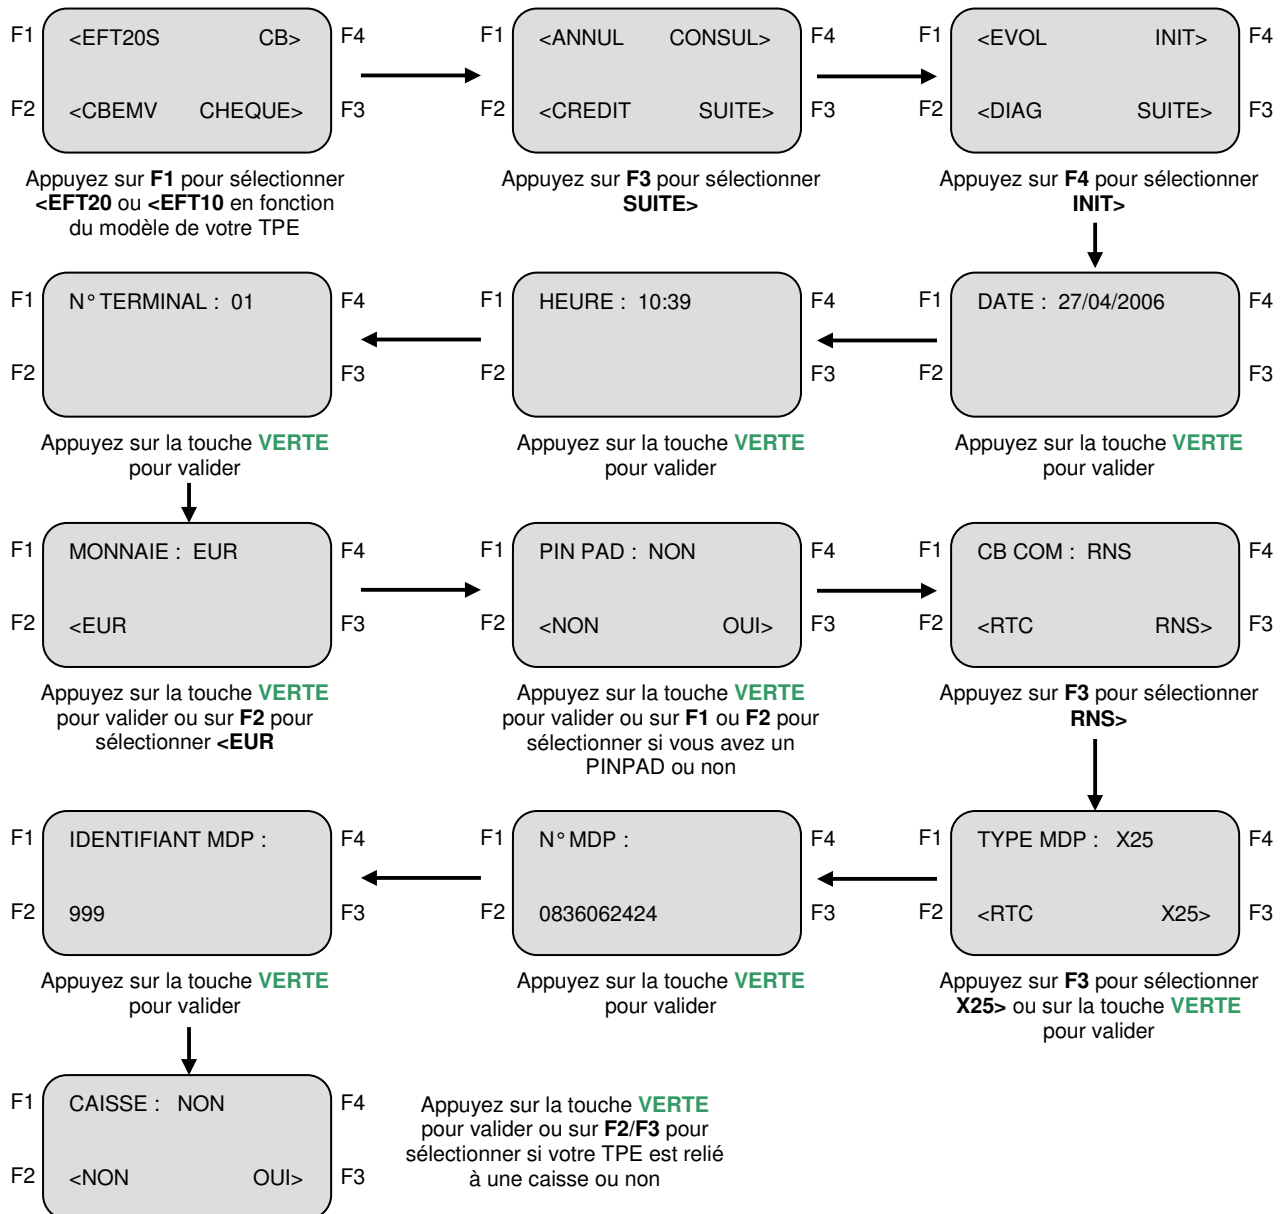 F1 <EFT20S CB> F4
F2 <CBEMV CHEQUE> F3
Appuyez sur F1 pour sélectionner
<EFT20 ou <EFT10 en fonction
du modèle de votre TPE
F1 <ANNUL CONSUL> F4
F2 <CREDIT SUITE> F3
Appuyez sur F3 pour sélectionner
SUITE>
F1 <EVOL INIT> F4
F2 <DIAG SUITE> F3
Appuyez sur F4 pour sélectionner
INIT>
F1 DATE : 27/04/2006 F4
F2 F3
Appuyez sur la touche VERTE
pour valider
F1 HEURE : 10:39 F4
F2 F3
Appuyez sur la touche VERTE
pour valider
F1 N° TERMINAL : 01 F4
F2 F3
Appuyez sur la touche VERTE
pour valider
F1 MONNAIE : EUR F4
F2 <EUR F3
Appuyez sur la touche VERTE
pour valider ou sur F2 pour
sélectionner <EUR
F1 PIN PAD : NON F4
F2 <NON OUI> F3
Appuyez sur la touche VERTE
pour valider ou sur F1 ou F2 pour
sélectionner si vous avez un
PINPAD ou non
F1 CB COM : RNS F4
F2 <RTC RNS> F3
Appuyez sur F3 pour sélectionner
RNS>
F1 TYPE MDP : X25 F4
F2 <RTC X25> F3
Appuyez sur F3 pour sélectionner
X25> ou sur la touche VERTE
pour valider
F1 N° MDP : F4
F2 0836062424 F3
Appuyez sur la touche VERTE
pour valider
F1 IDENTIFIANT MDP : F4
F2 999 F3
Appuyez sur la touche VERTE
pour valider
F1 CAISSE : NON F4
F2 <NON OUI> F3
Appuyez sur la touche VERTE
pour valider ou sur F2/F3 pour
sélectionner si votre TPE est relié
à une caisse ou non